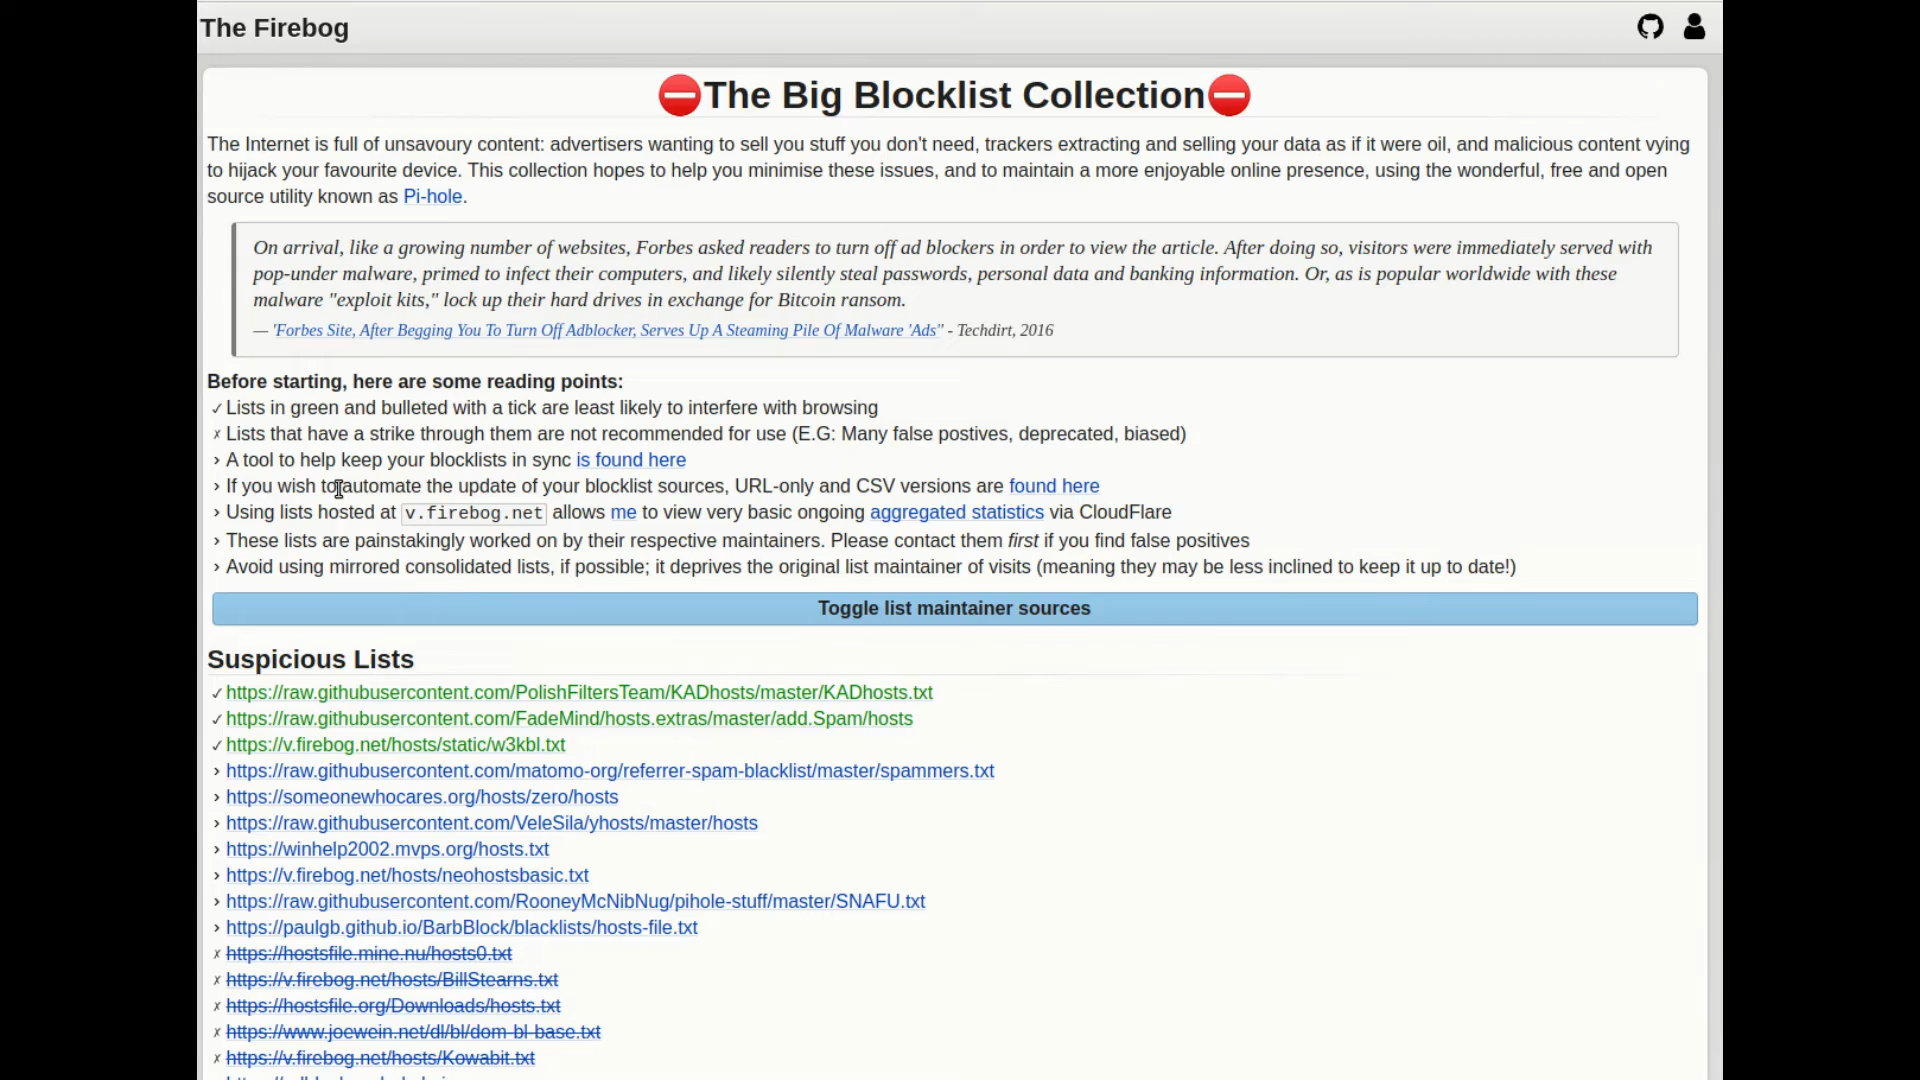 The Firebog
The Big Blocklist Collection
The Internet is full of unsavoury content: advertisers wanting to sell you stuff you don't need, trackers extracting and selling your data as if it were oil, and malicious content vying
to hijack your favourite device. This collection hopes to help you minimise these issues, and to maintain a more enjoyable online presence, using the wonderful, free and open
source utility known as Pi-hole.
On arrival, like a growing number of websites, Forbes asked readers to turn off ad blockers in order to view the article. After doing so, visitors were immediately served with
pop-under malware, primed to infect their computers, and likely silently steal passwords, personal data and banking information. Or, as is popular worldwide with these
malware "exploit kits," lock up their hard drives in exchange for Bitcoin ransom.
— 'Forbes Site, After Begging You To Turn Off Adblocker, Serves Up A Steaming Pile Of Malware 'Ads'' - Techdirt, 2016
Before starting, here are some reading points:
✓ Lists in green and bulleted with a tick are least likely to interfere with browsing
✗ Lists that have a strike through them are not recommended for use (E.G: Many false postives, deprecated, biased)
› A tool to help keep your blocklists in sync is found here
› If you wish to automate the update of your blocklist sources, URL-only and CSV versions are found here
› Using lists hosted at v.firebog.net allows me to view very basic ongoing aggregated statistics via CloudFlare
› These lists are painstakingly worked on by their respective maintainers. Please contact them first if you find false positives
› Avoid using mirrored consolidated lists, if possible; it deprives the original list maintainer of visits (meaning they may be less inclined to keep it up to date!)
Toggle list maintainer sources
Suspicious Lists
✓ https://raw.githubusercontent.com/PolishFiltersTeam/KADhosts/master/KADhosts.txt
✓ https://raw.githubusercontent.com/FadeMind/hosts.extras/master/add.Spam/hosts
✓ https://v.firebog.net/hosts/static/w3kbl.txt
› https://raw.githubusercontent.com/matomo-org/referrer-spam-blacklist/master/spammers.txt
› https://someonewhocares.org/hosts/zero/hosts
› https://raw.githubusercontent.com/VeleSila/yhosts/master/hosts
› https://winhelp2002.mvps.org/hosts.txt
› https://v.firebog.net/hosts/neohostsbasic.txt
› https://raw.githubusercontent.com/RooneyMcNibNug/pihole-stuff/master/SNAFU.txt
› https://paulgb.github.io/BarbBlock/blacklists/hosts-file.txt
✗ https://hostsfile.mine.nu/hosts0.txt
✗ https://v.firebog.net/hosts/BillStearns.txt
✗ https://hostsfile.org/Downloads/hosts.txt
✗ https://www.joewein.net/dl/bl/dom-bl-base.txt
✗ https://v.firebog.net/hosts/Kowabit.txt